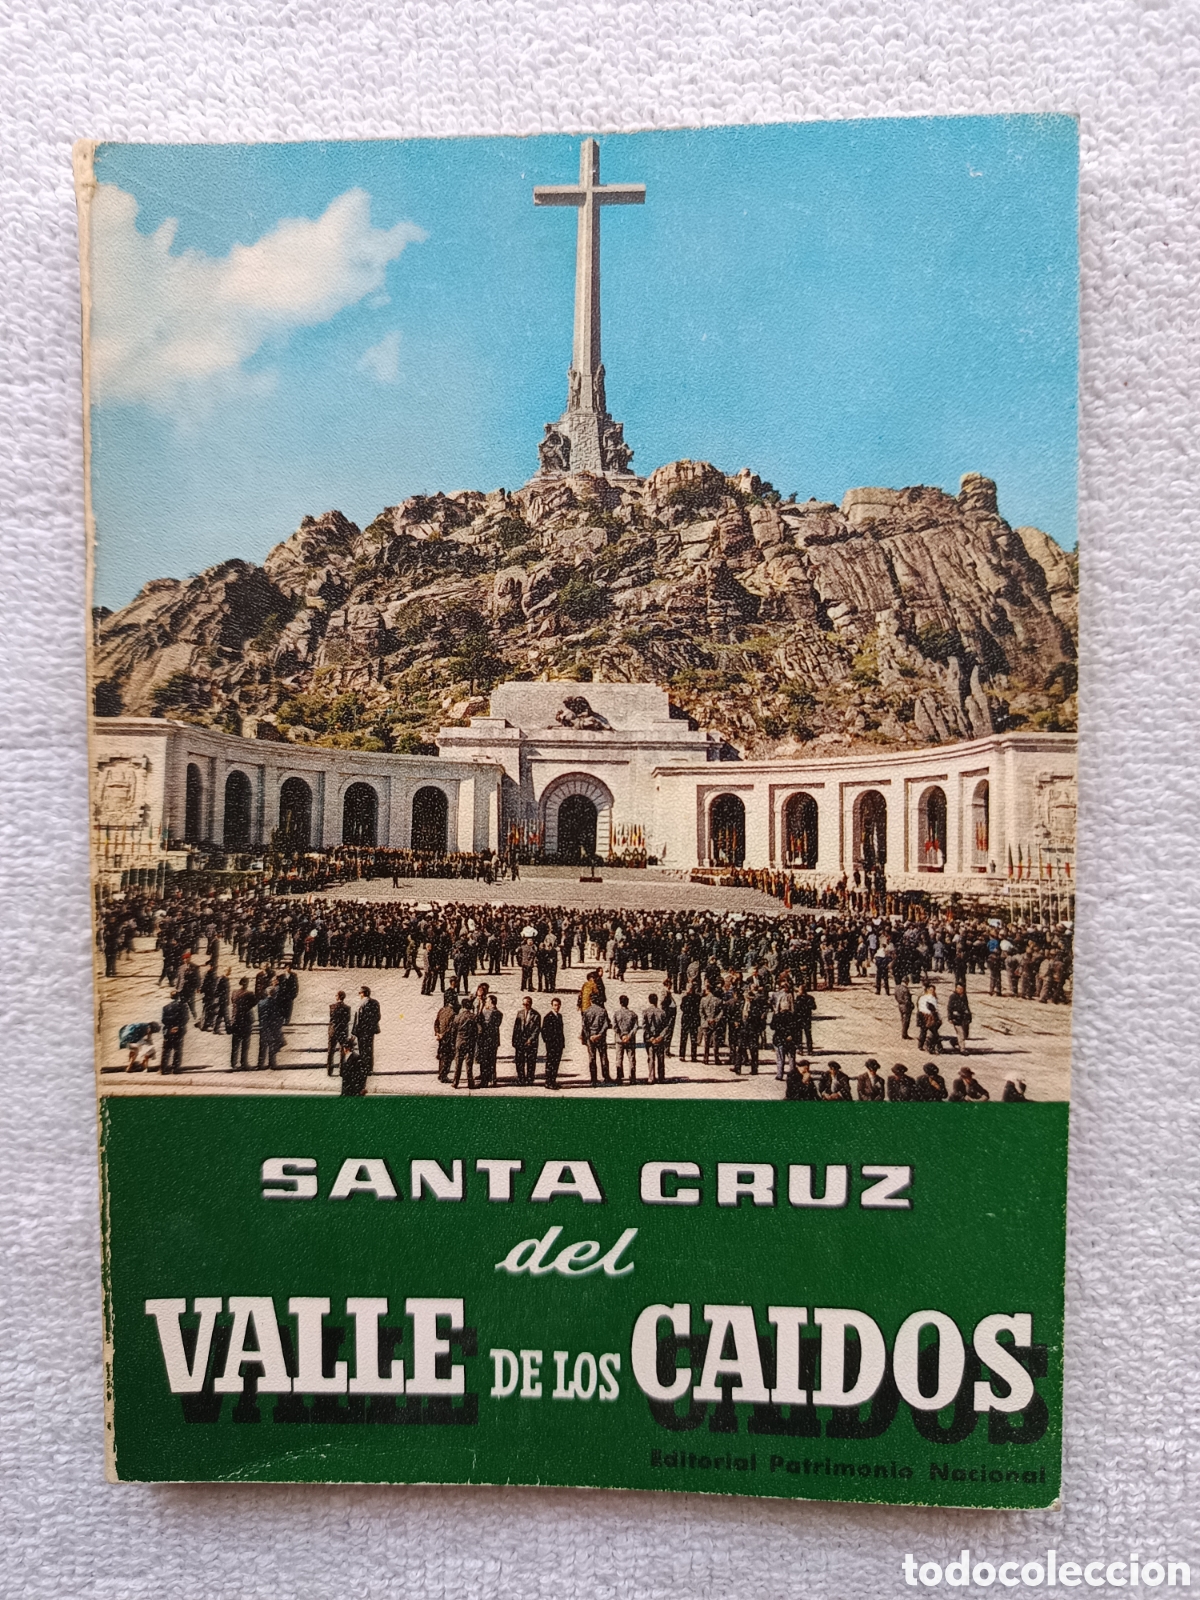 SANTA CRUZ
del
VALLE DE LOS CAIDOS
Editorial Patrimonio Nacional
todocoleccion